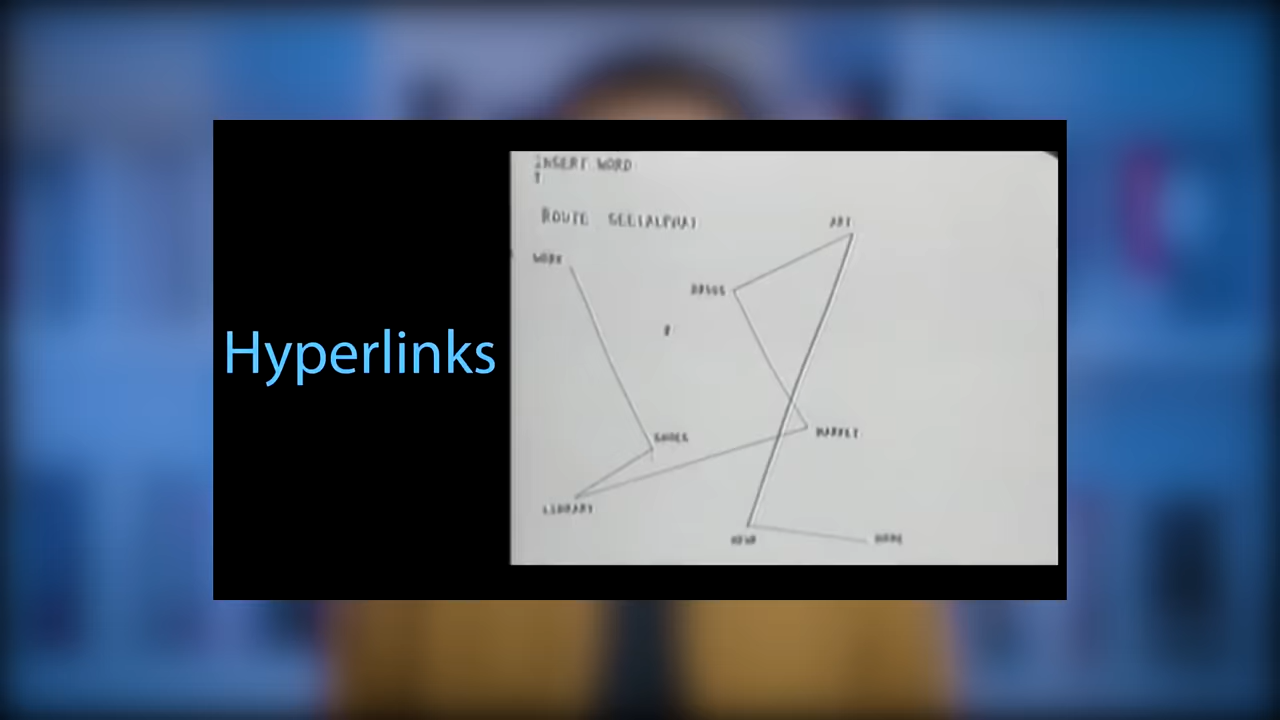 Hyperlinks
INSERT WORD
ROUTE
WORK
ART
DRUGS
SHOES
MARKET
LIBRARY